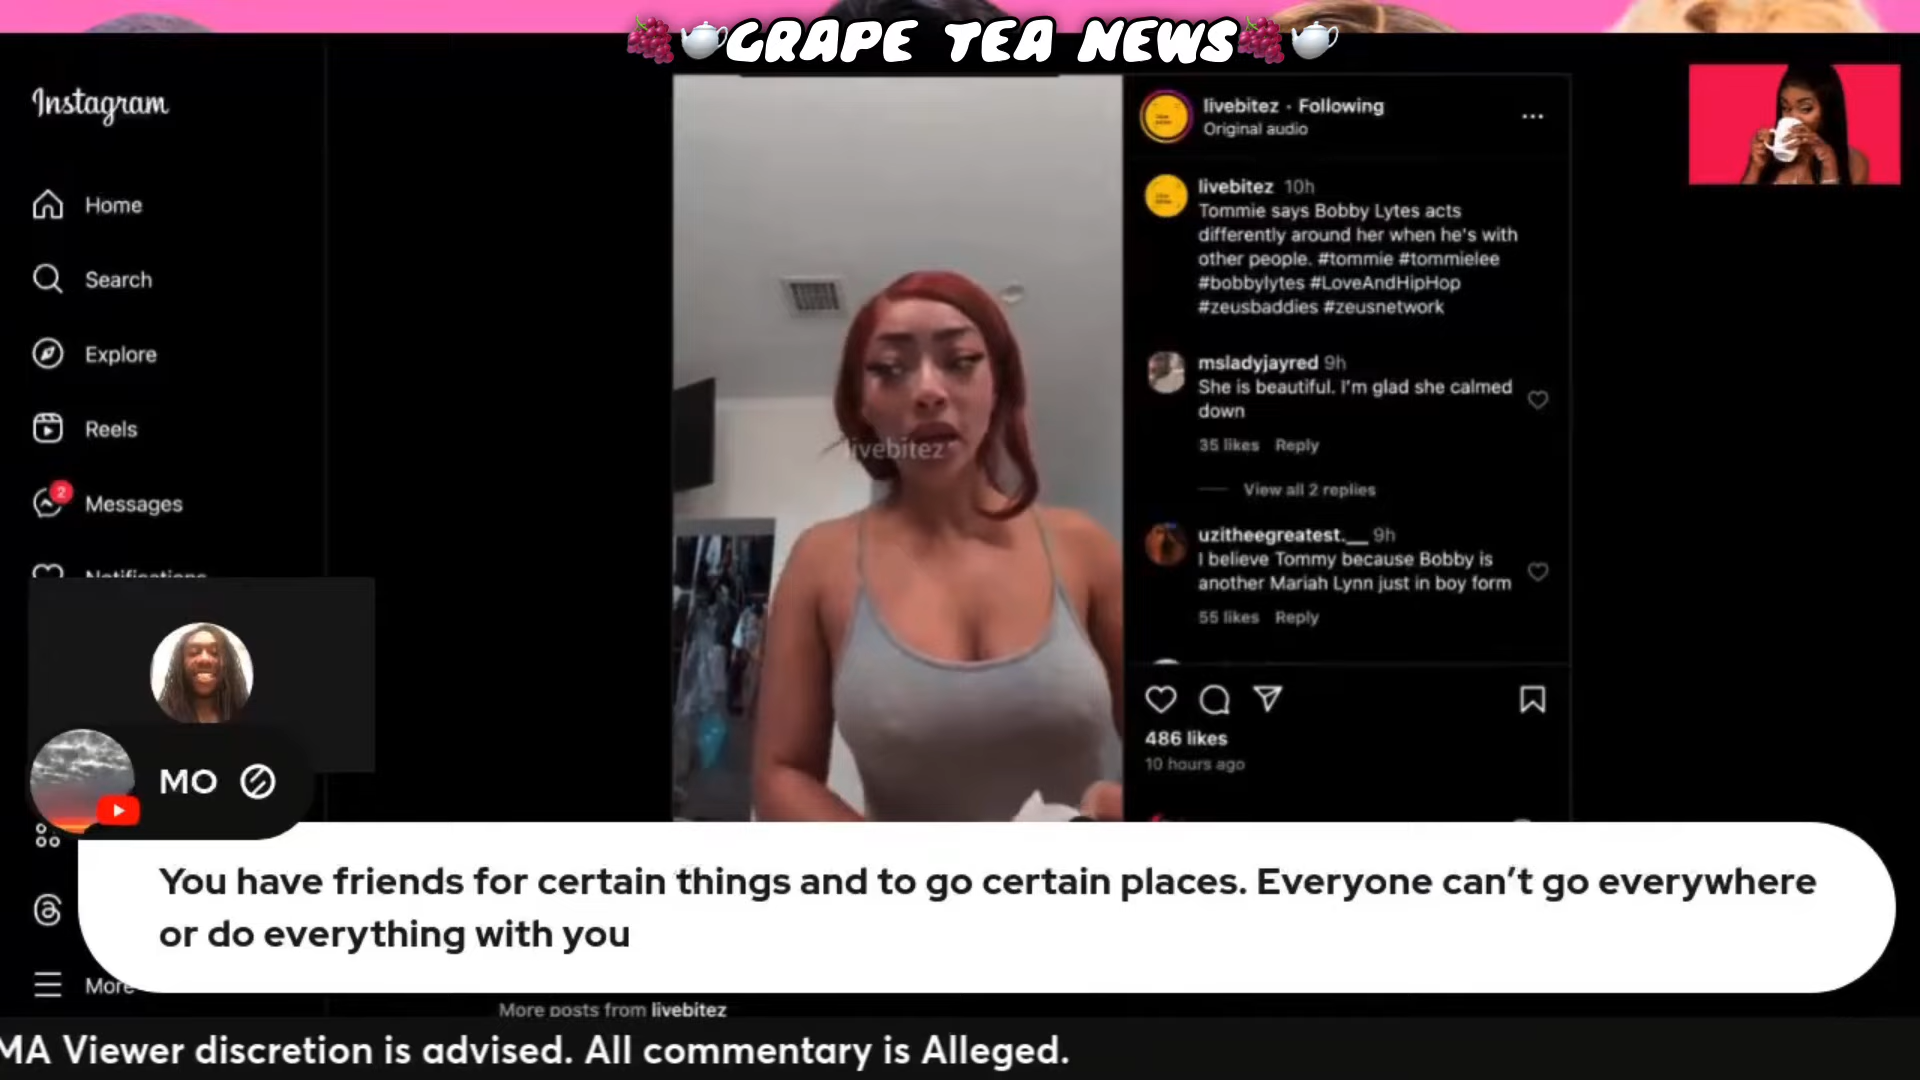 GRAPE TEA NEWS
Instagram
Home
Search
Explore
Reels
2
Messages
Notifications
More
livebitez
livebitez • Following
Original audio
livebitez 10h
Tommie says Bobby Lytes acts
differently around her when he's with
other people. #tommie #tommielee
#bobbylytes #LoveAndHipHop
#zeusbaddies #zeusnetwork
msladyjayred 9h
She is beautiful. I'm glad she calmed
down
35 likes Reply
View all 2 replies
uzitheegreatest.__ 9h
I believe Tommy because Bobby is
another Mariah Lynn just in boy form
55 likes Reply
486 likes
10 hours ago
MO
You have friends for certain things and to go certain places. Everyone can't go everywhere
or do everything with you
More posts from livebitez
MA Viewer discretion is advised. All commentary is Alleged.